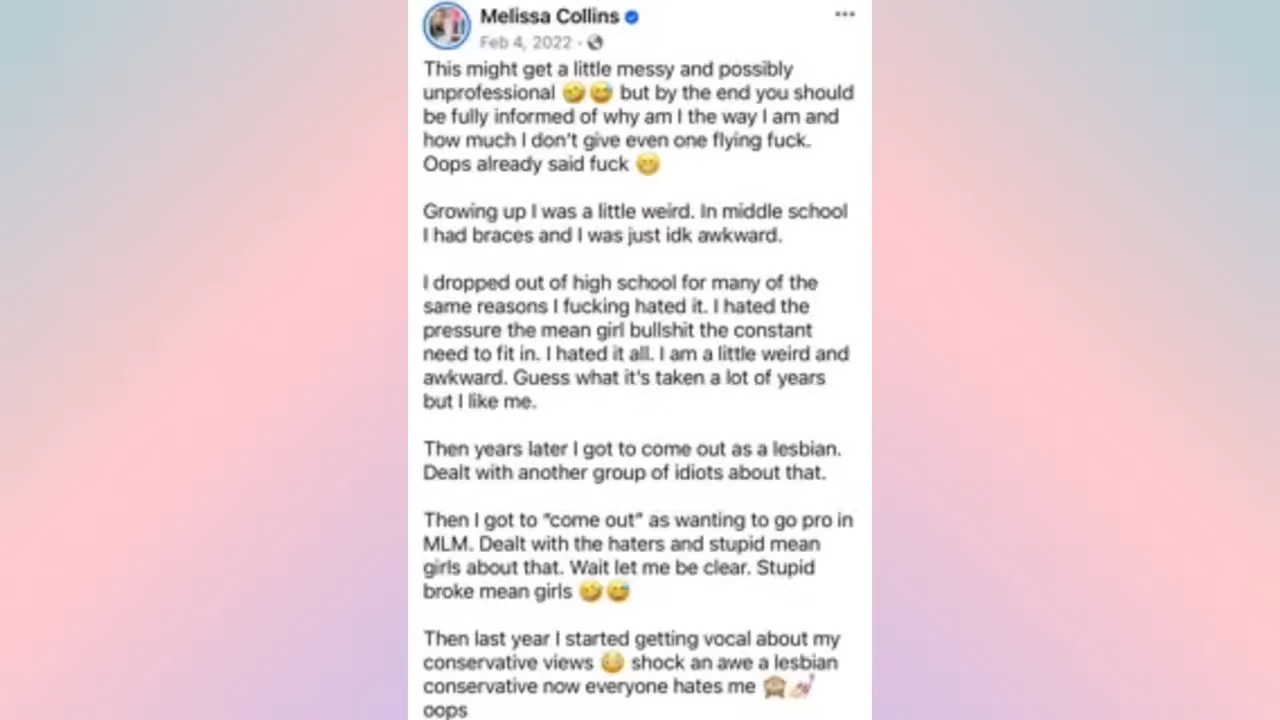 Melissa Collins
Feb 4, 2022 ·
This might get a little messy and possibly
unprofessional 🤣😅 but by the end you should
be fully informed of why am I the way I am and
how much I don't give even one flying fuck.
Oops already said fuck 😁
Growing up I was a little weird. In middle school
I had braces and I was just idk awkward.
I dropped out of high school for many of the
same reasons I fucking hated it. I hated the
pressure the mean girl bullshit the constant
need to fit in. I hated it all. I am a little weird and
awkward. Guess what it's taken a lot of years
but I like me.
Then years later I got to come out as a lesbian.
Dealt with another group of idiots about that.
Then I got to "come out" as wanting to go pro in
MLM. Dealt with the haters and stupid mean
girls about that. Wait let me be clear. Stupid
broke mean girls 🤣😅
Then last year I started getting vocal about my
conservative views 😳 shock an awe a lesbian
conservative now everyone hates me 🙈💅
oops